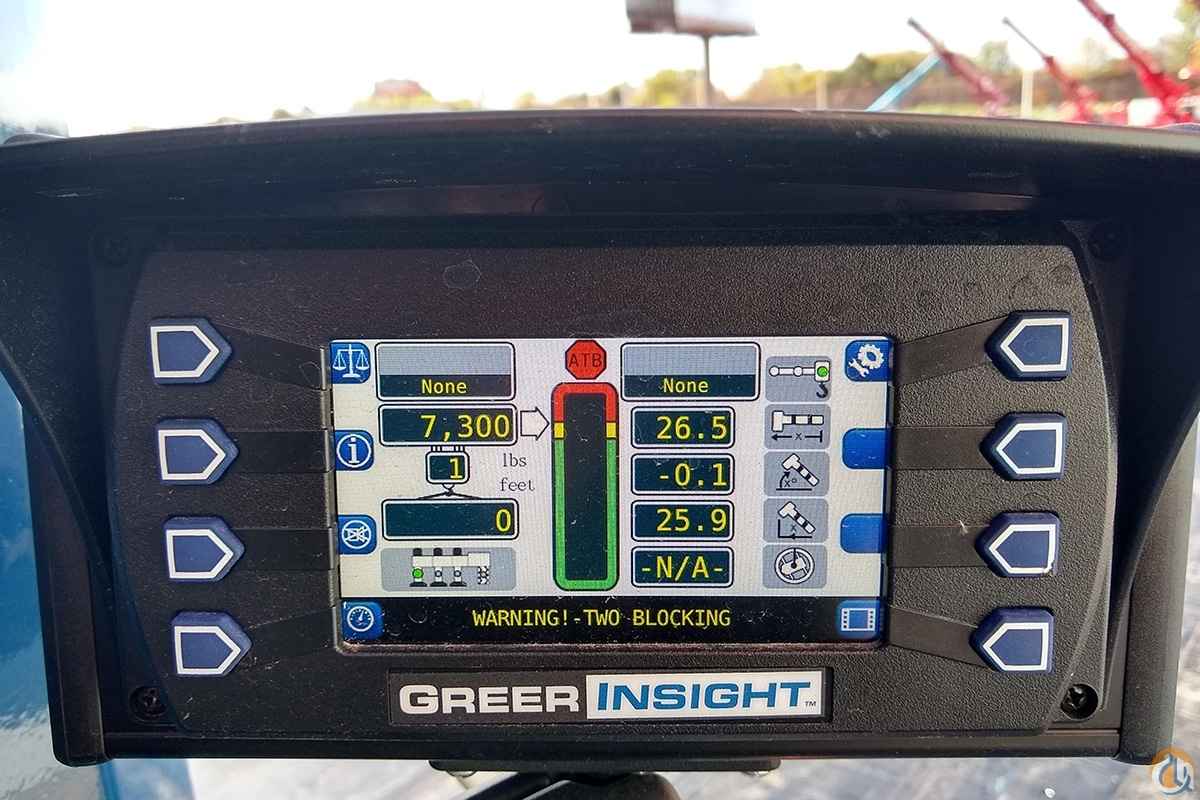 ATB
None
None
7,300
26.5
1
lbs
feet
-0.1
0
25.9
-N/A-
WARNING!-TWO BLOCKING
GREER INSIGHT™